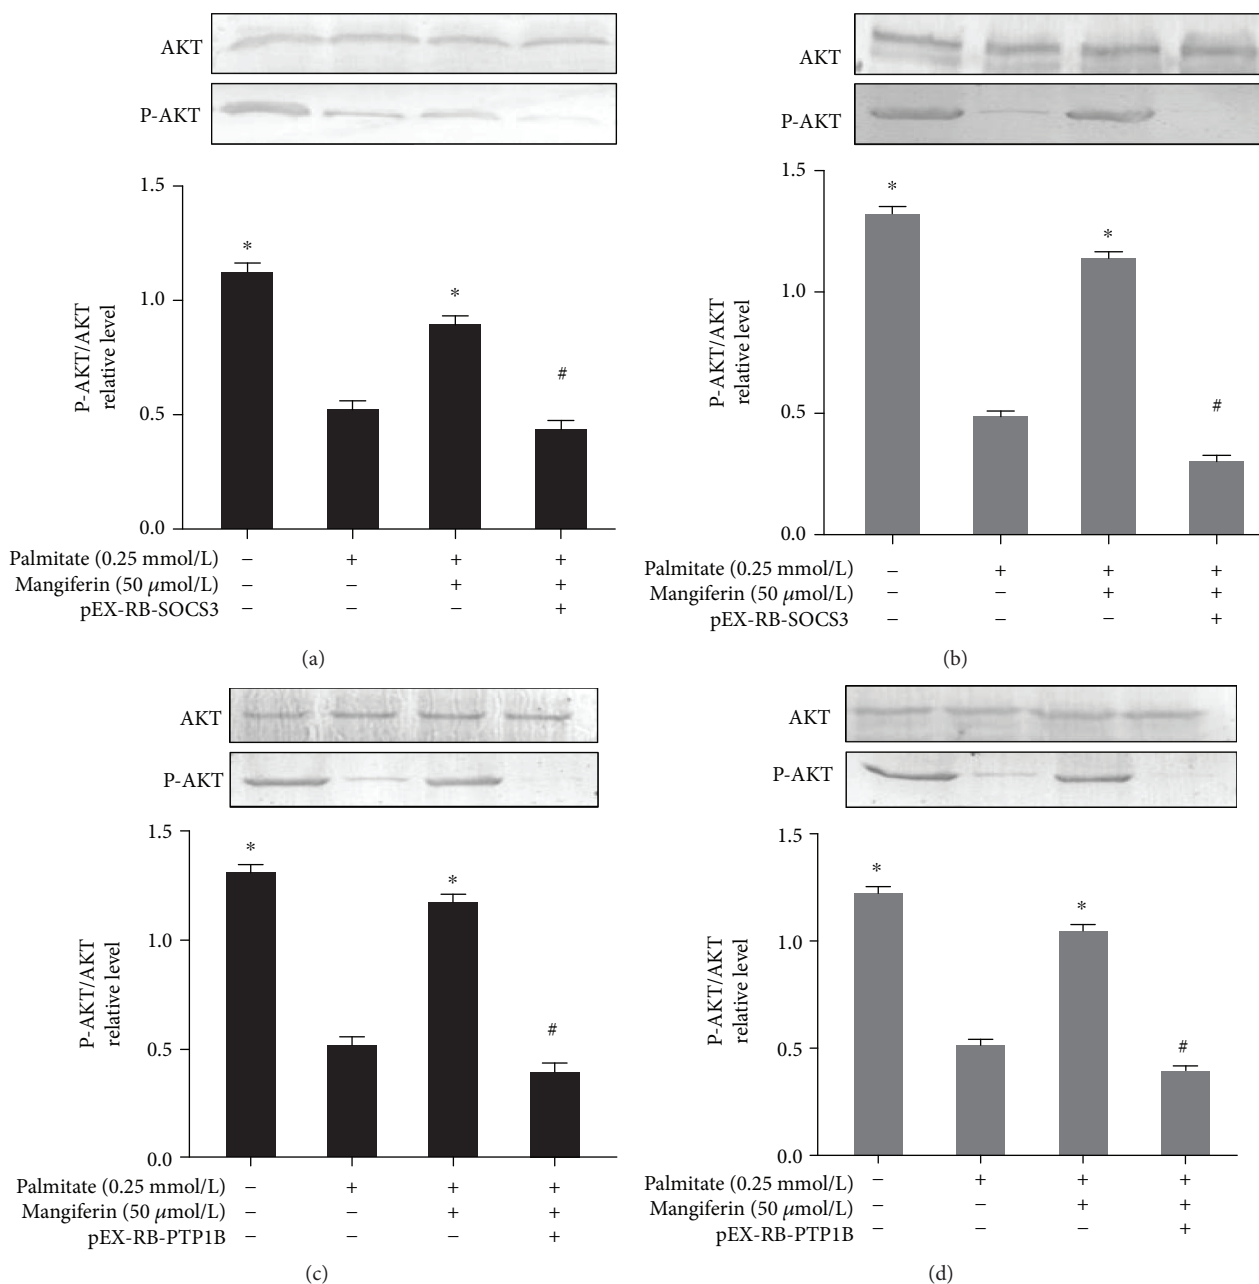 AKT
P-AKT
1.5
1.0
0.5
0.0
P-AKT/AKT
relative level
*
*
#
Palmitate (0.25 mmol/L) – + + +
Mangiferin (50 μmol/L) – – + +
pEX-RB-SOCS3 – – – +
(a)
AKT
P-AKT
1.5
1.0
0.5
0.0
P-AKT/AKT
relative level
*
*
#
Palmitate (0.25 mmol/L) – + + +
Mangiferin (50 μmol/L) – – + +
pEX-RB-SOCS3 – – – +
(b)
AKT
P-AKT
1.5
1.0
0.5
0.0
P-AKT/AKT
relative level
*
*
#
Palmitate (0.25 mmol/L) – + + +
Mangiferin (50 μmol/L) – – + +
pEX-RB-PTP1B – – – +
(c)
AKT
P-AKT
1.5
1.0
0.5
0.0
P-AKT/AKT
relative level
*
*
#
Palmitate (0.25 mmol/L) – + + +
Mangiferin (50 μmol/L) – – + +
pEX-RB-PTP1B – – – +
(d)